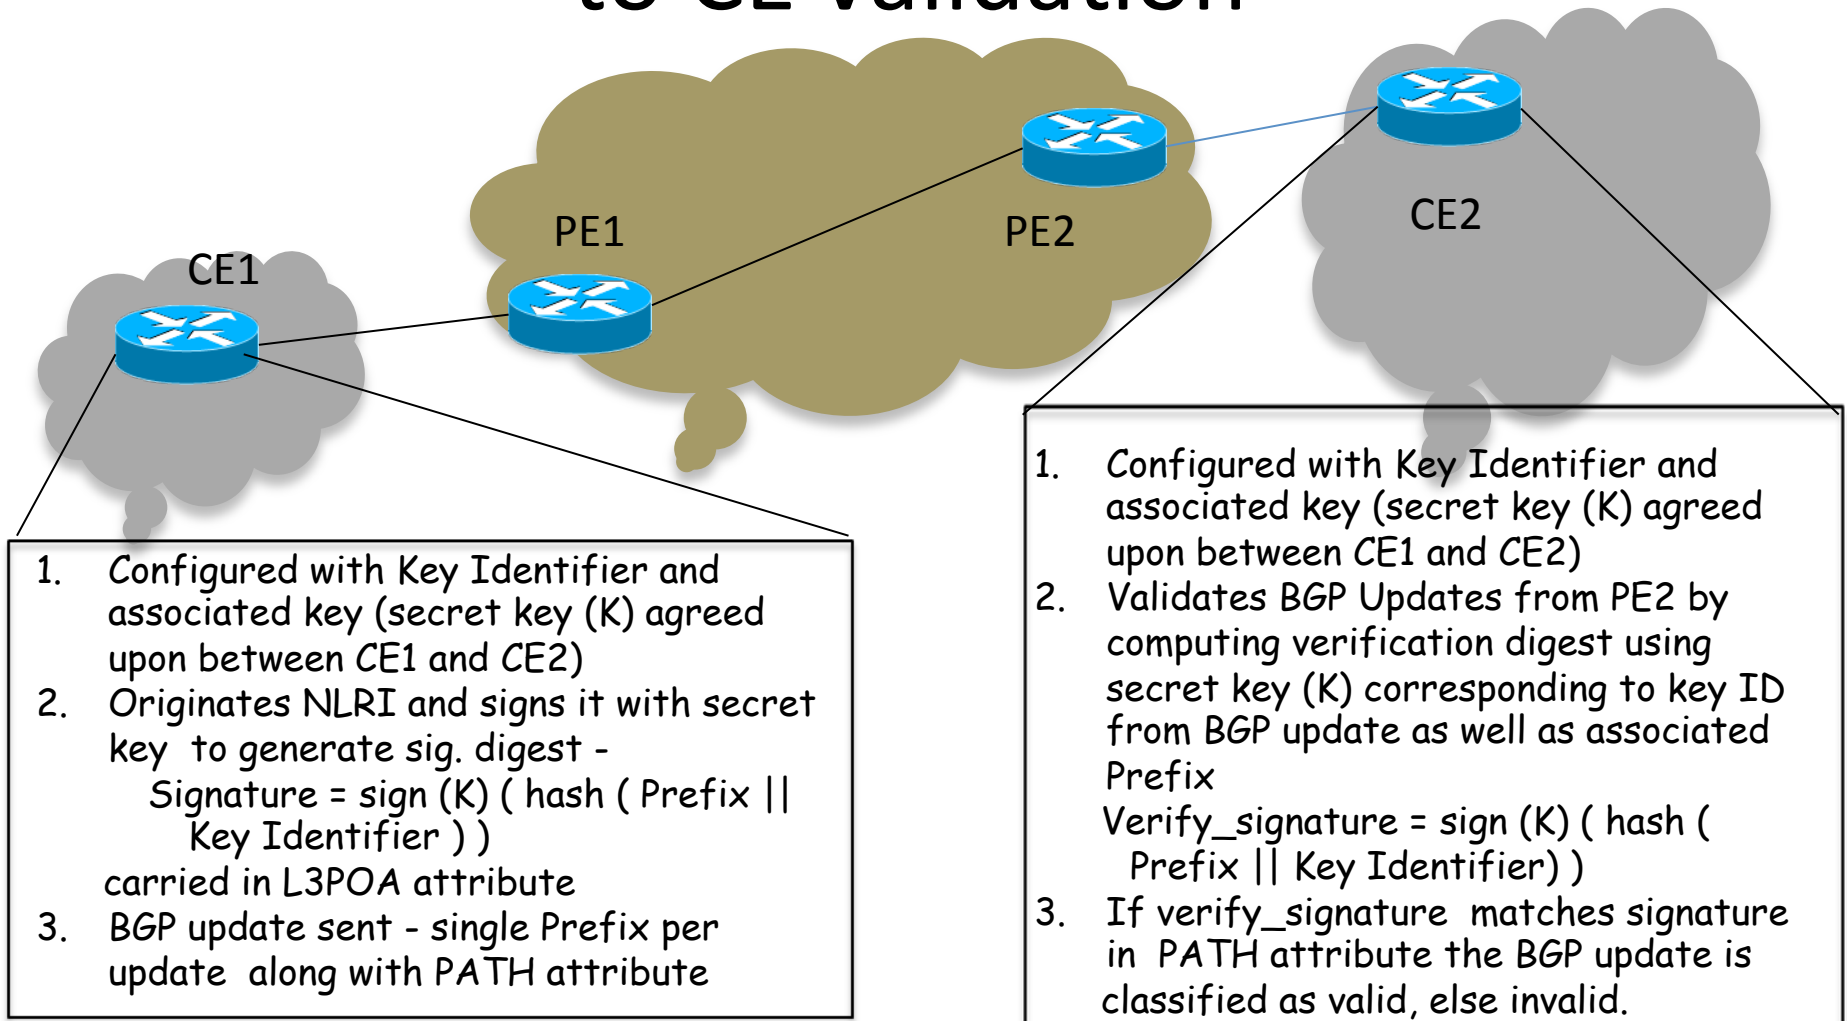 to CE Validation
CE1
PE1
PE2
CE2
1. Configured with Key Identifier and
associated key (secret key (K) agreed
upon between CE1 and CE2)
2. Originates NLRI and signs it with secret
key to generate sig. digest -
Signature = sign (K) ( hash ( Prefix ||
Key Identifier ) )
carried in L3POA attribute
3. BGP update sent - single Prefix per
update along with PATH attribute
1. Configured with Key Identifier and
associated key (secret key (K) agreed
upon between CE1 and CE2)
2. Validates BGP Updates from PE2 by
computing verification digest using
secret key (K) corresponding to key ID
from BGP update as well as associated
Prefix
Verify_signature = sign (K) ( hash (
Prefix || Key Identifier) )
3. If verify_signature matches signature
in PATH attribute the BGP update is
classified as valid, else invalid.